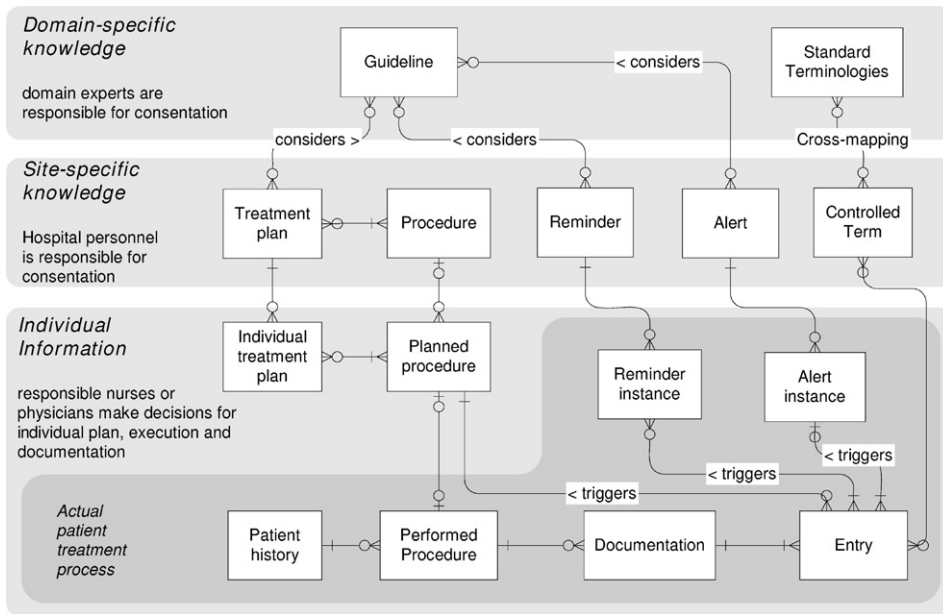 Domain-specific
knowledge
domain experts are
responsible for consentation
Guideline
< considers
Standard
Terminologies
considers >
< considers
Cross-mapping
Site-specific
knowledge
Hospital personnel
is responsible for
consentation
Treatment
plan
Procedure
Reminder
Alert
Controlled
Term
Individual
Information
responsible nurses or
physicians make decisions for
individual plan, execution and
documentation
Individual
treatment
plan
Planned
procedure
Reminder
instance
Alert
instance
< triggers
< triggers
< triggers
Actual
patient
treatment
process
Patient
history
Performed
Procedure
Documentation
Entry